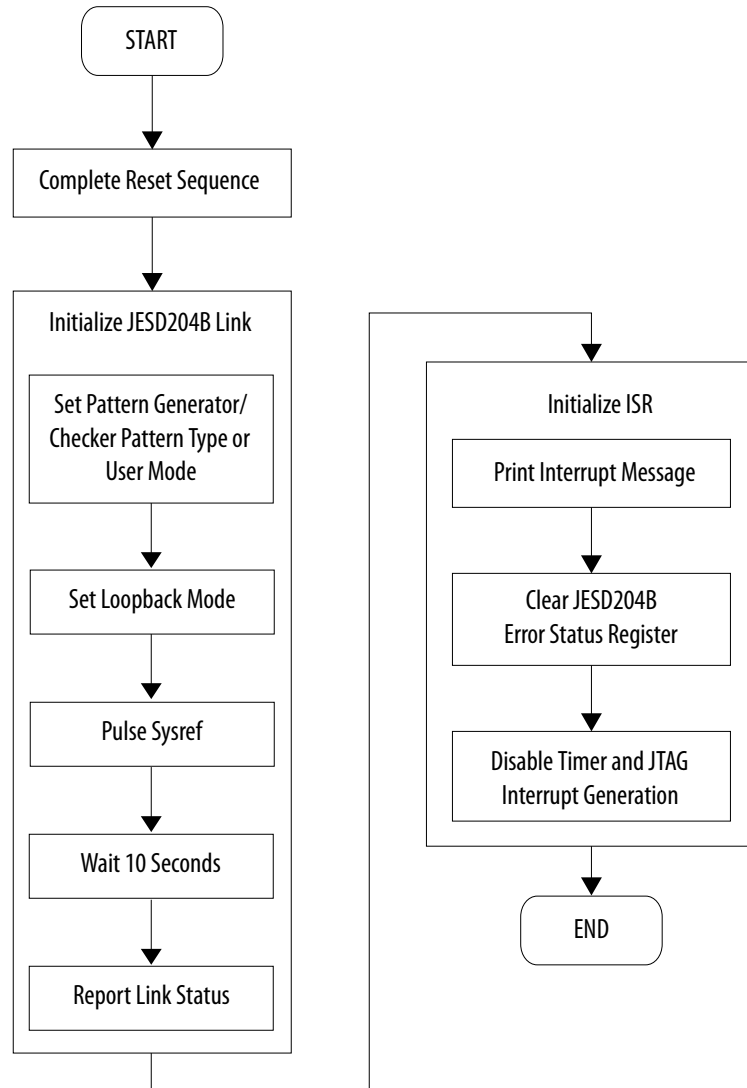 START
Complete Reset Sequence
Initialize JESD204B Link
Set Pattern Generator/
Checker Pattern Type or
User Mode
Set Loopback Mode
Pulse Sysref
Wait 10 Seconds
Report Link Status
Initialize ISR
Print Interrupt Message
Clear JESD204B
Error Status Register
Disable Timer and JTAG
Interrupt Generation
END